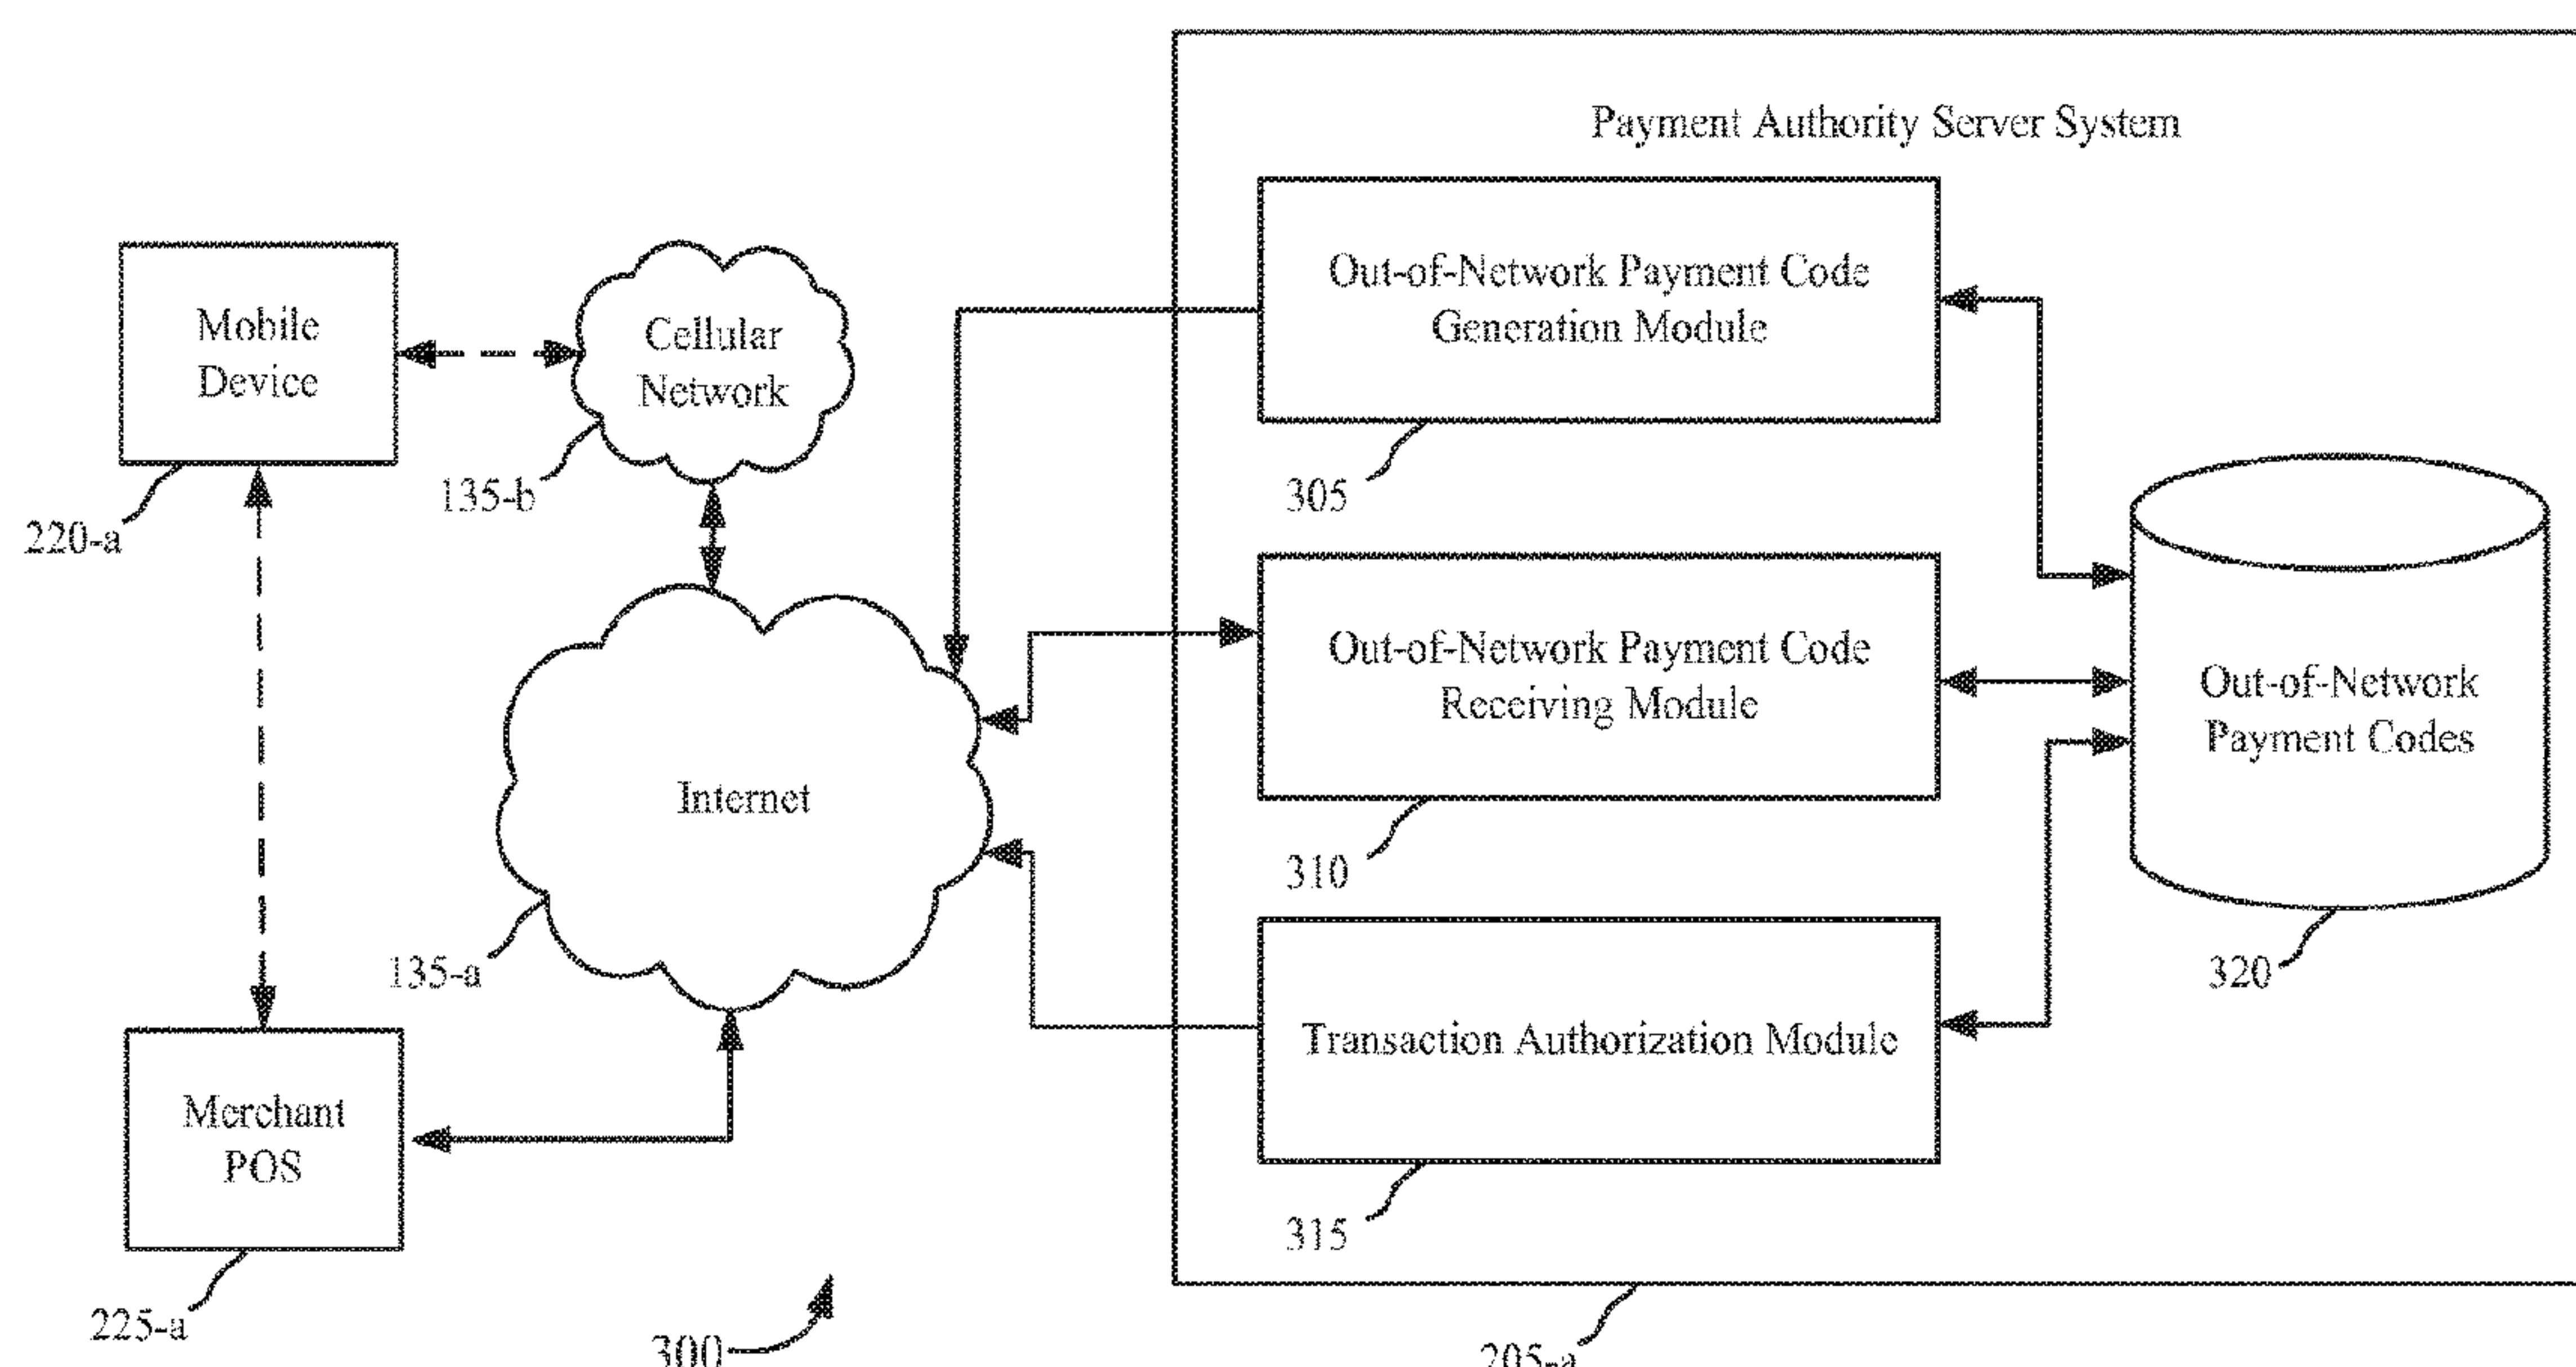 Payment Authority Server System
Out-of-Network Payment Code
Generation Module
305
Mobile
Device
220-a
Cellular
Network
135-b
Out-of-Network Payment Code
Receiving Module
310
Out-of-Network
Payment Codes
320
Internet
135-a
Transaction Authorization Module
315
Merchant
POS
225-a
300
205-a